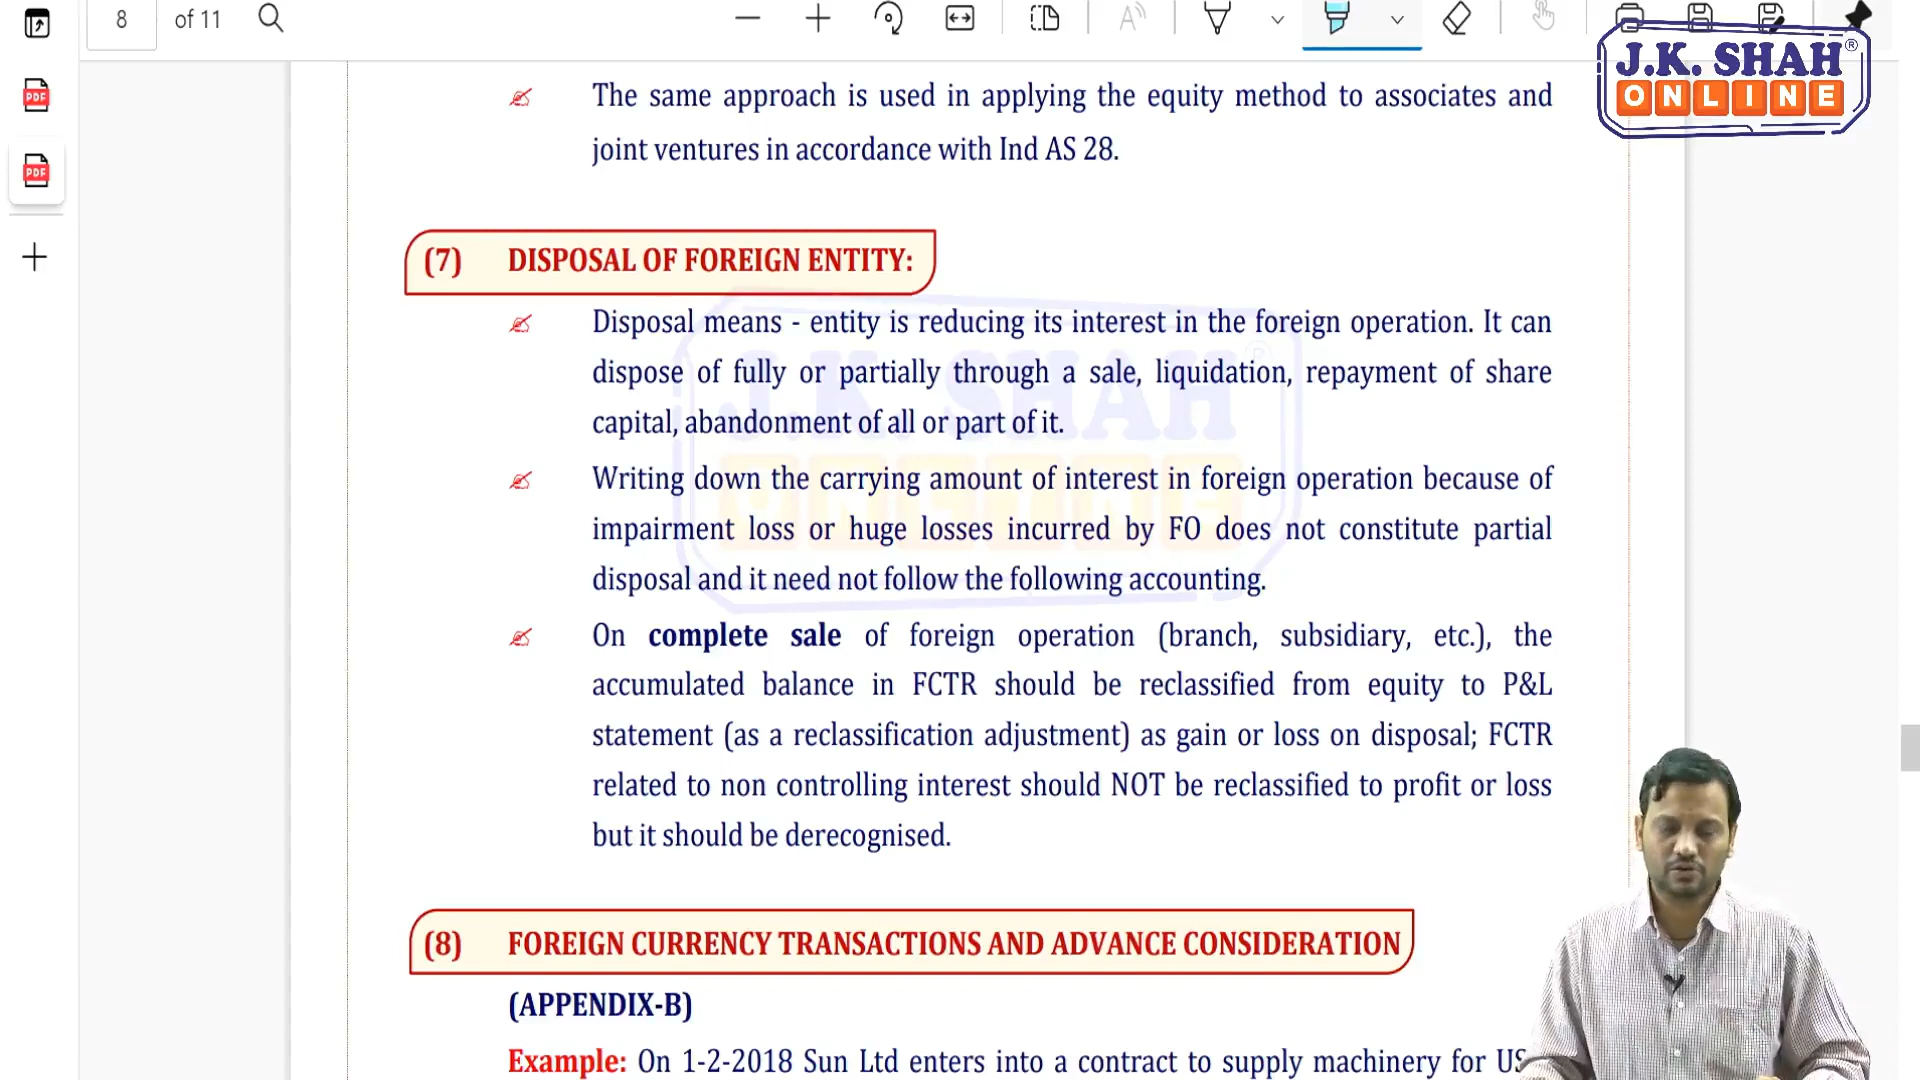 8 of 11
J.K. SHAH®
ONLINE
The same approach is used in applying the equity method to associates and
joint ventures in accordance with Ind AS 28.
(7) DISPOSAL OF FOREIGN ENTITY:
Disposal means - entity is reducing its interest in the foreign operation. It can
dispose of fully or partially through a sale, liquidation, repayment of share
capital, abandonment of all or part of it.
Writing down the carrying amount of interest in foreign operation because of
impairment loss or huge losses incurred by FO does not constitute partial
disposal and it need not follow the following accounting.
On complete sale of foreign operation (branch, subsidiary, etc.), the
accumulated balance in FCTR should be reclassified from equity to P&L
statement (as a reclassification adjustment) as gain or loss on disposal; FCTR
related to non controlling interest should NOT be reclassified to profit or loss
but it should be derecognised.
(8) FOREIGN CURRENCY TRANSACTIONS AND ADVANCE CONSIDERATION
(APPENDIX-B)
Example: On 1-2-2018 Sun Ltd enters into a contract to supply machinery for
PDF
PDF
J.K. SHAH®
ONLINE